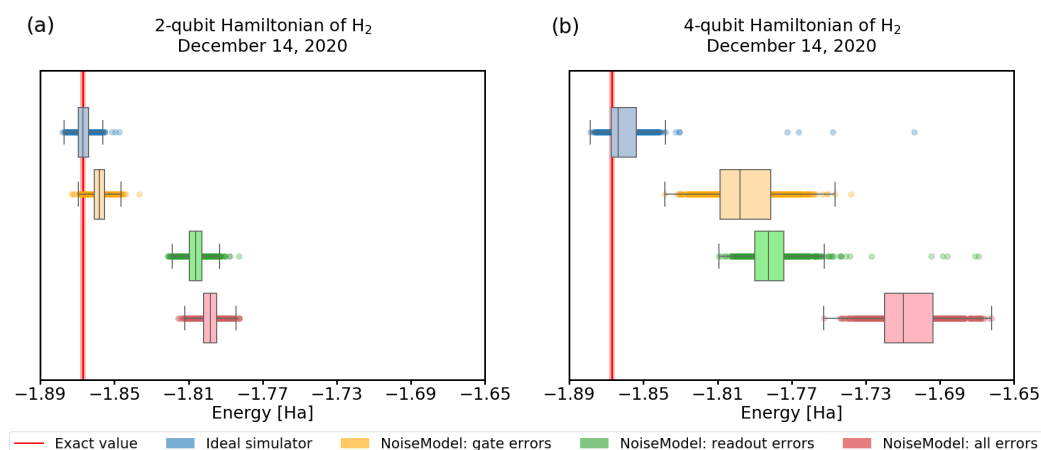 (a)
2-qubit Hamiltonian of H₂
December 14, 2020
−1.89 −1.85 −1.81 −1.77 −1.73 −1.69 −1.65
Energy [Ha]
(b)
4-qubit Hamiltonian of H₂
December 14, 2020
−1.89 −1.85 −1.81 −1.77 −1.73 −1.69 −1.65
Energy [Ha]
Exact value Ideal simulator NoiseModel: gate errors NoiseModel: readout errors NoiseModel: all errors